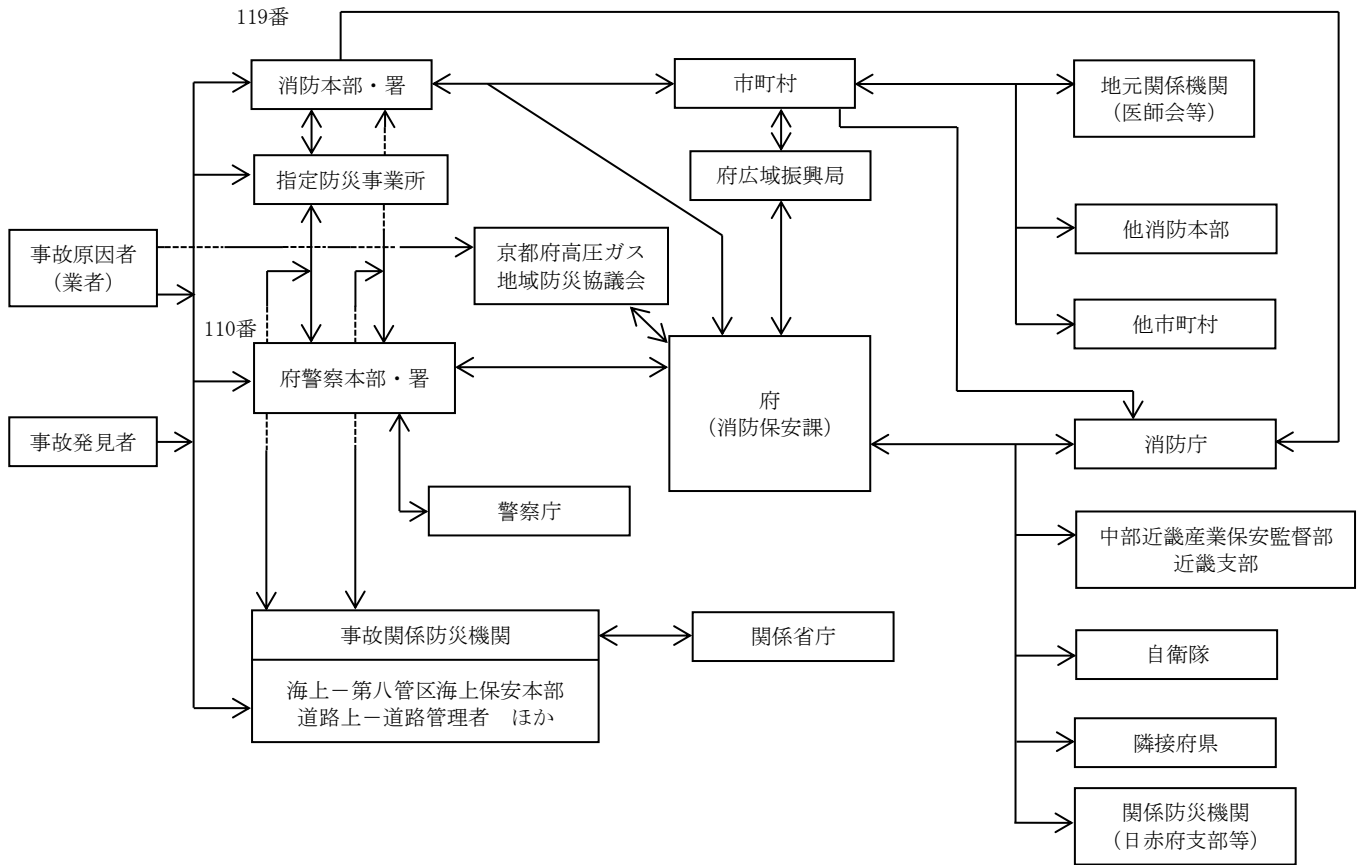 119番
消防本部・署
市町村
地元関係機関
（医師会等）
指定防災事業所
府広域振興局
事故原因者
（業者）
京都府高圧ガス
地域防災協議会
他消防本部
他市町村
110番
府警察本部・署
府
（消防保安課）
事故発見者
消防庁
警察庁
中部近畿産業保安監督部
近畿支部
事故関係防災機関
関係省庁
自衛隊
海上－第八管区海上保安本部
道路上－道路管理者　ほか
隣接府県
関係防災機関
（日赤府支部等）